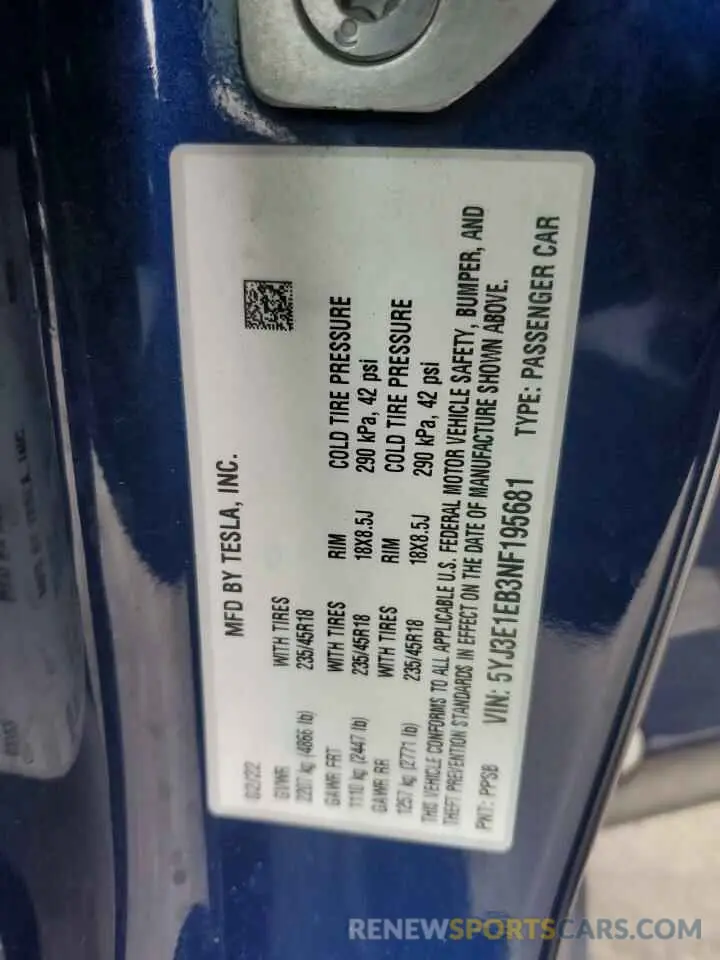 MFD BY TESLA, INC.
02/22
GVWR WITH TIRES
2207 kg (4866 lb) 235/45R18
GAWR FRT WITH TIRES RIM COLD TIRE PRESSURE
1110 kg (2447 lb) 235/45R18 18X8.5J 290 kPa, 42 psi
GAWR RR WITH TIRES RIM COLD TIRE PRESSURE
1257 kg (2771 lb) 235/45R18 18X8.5J 290 kPa, 42 psi
THIS VEHICLE CONFORMS TO ALL APPLICABLE U.S. FEDERAL MOTOR VEHICLE SAFETY, BUMPER, AND
THEFT PREVENTION STANDARDS IN EFFECT ON THE DATE OF MANUFACTURE SHOWN ABOVE.
PNT: PPSB VIN: 5YJ3E1EB3NF195681 TYPE: PASSENGER CAR
RENEWSPORTSCARS.COM